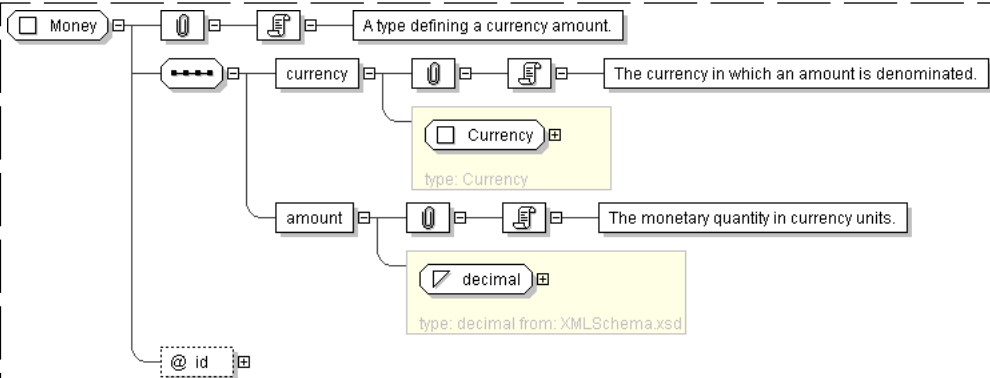 Money
A type defining a currency amount.
currency
The currency in which an amount is denominated.
Currency
type: Currency
amount
The monetary quantity in currency units.
decimal
type: decimal from: XMLSchema.xsd
@ id